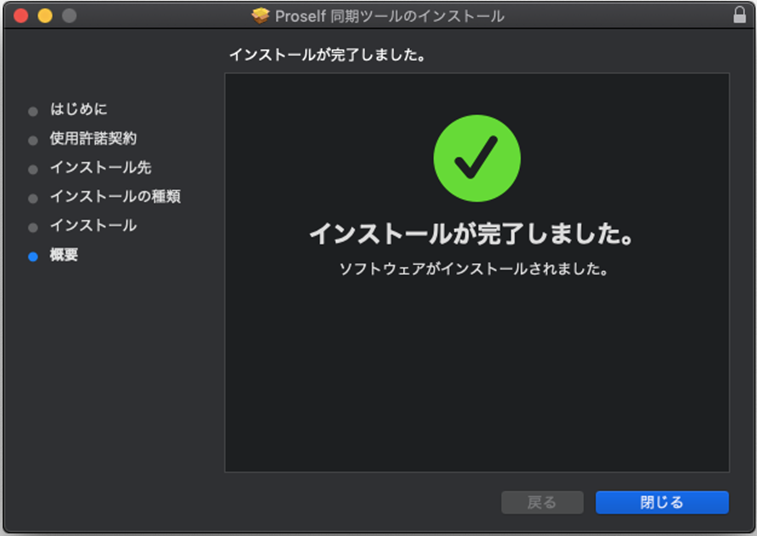 Proself 同期ツールのインストール
インストールが完了しました。
はじめに
使用許諾契約
インストール先
インストールの種類
インストール
概要
インストールが完了しました。
ソフトウェアがインストールされました。
戻る
閉じる